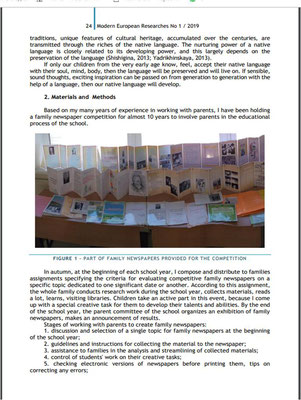 24 | Modern European Researches No 1 / 2019
traditions, unique features of cultural heritage, accumulated over the centuries, are
transmitted through the riches of the native language. The nurturing power of a native
language is closely related to its developing power, and this largely depends on the
preservation of the language (Shishigina, 2013; Yadrikhinskaya, 2013).
If only our children from the very early age know, feel, accept their native language
with their soul, mind, body, then the language will be preserved and will live on. If sensible,
sound thoughts, exciting inspiration can be passed on from generation to generation with the
help of a language, then our native language will develop.
2. Materials and Methods
Based on my many years of experience in working with parents, I have been holding
a family newspaper competition for almost 10 years to involve parents in the educational
process of the school.
FIGURE 1 - PART OF FAMILY NEWSPAPERS PROVIDED FOR THE COMPETITION
In autumn, at the beginning of each school year, I compose and distribute to families
assignments specifying the criteria for evaluating competitive family newspapers on a
specific topic dedicated to one significant date or another. According to this assignment,
the whole family conducts research work during the school year, collects materials, reads
a lot, learns, visiting libraries. Children take an active part in this event, because I come
up with a special creative task for them to develop their talents and abilities. By the end
of the school year, the parent committee of the school organizes an exhibition of family
newspapers, makes an announcement of results.
Stages of working with parents to create family newspapers:
1. discussion and selection of a single topic for family newspapers at the beginning
of the school year;
2. guidelines and instructions for collecting the material to the newspaper;
3. assistance to families in the analysis and streamlining of collected materials;
4. control of students' work on their creative tasks;
5. checking electronic versions of newspapers before printing them, tips on
correcting any errors;